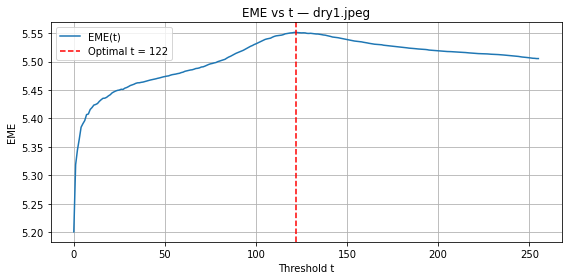 EME vs t — dry1.jpeg
EME(t)
Optimal t = 122
EME
5.55
5.50
5.45
5.40
5.35
5.30
5.25
5.20
0 50 100 150 200 250
Threshold t